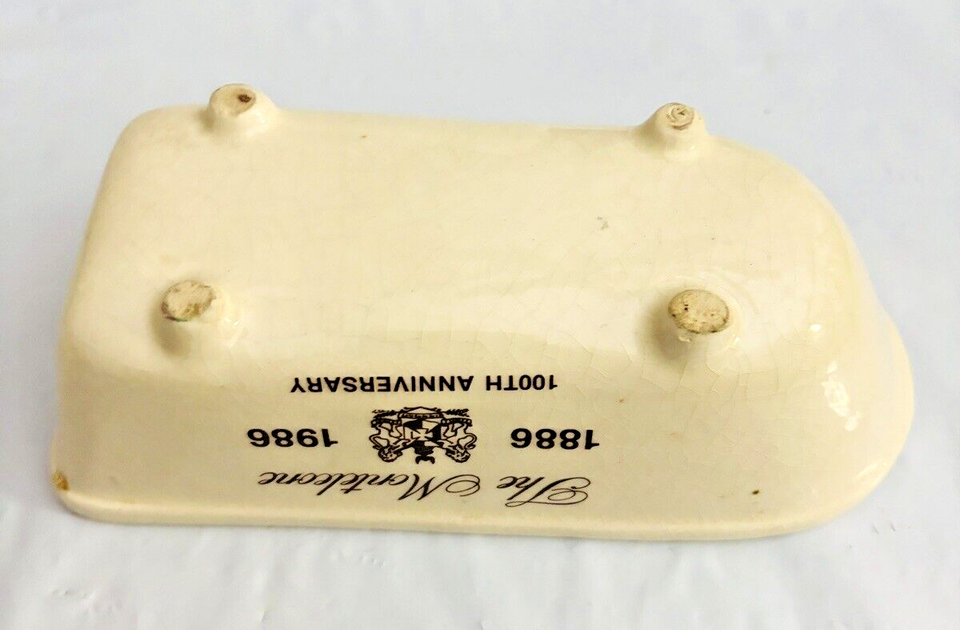 The Monteleone
1886 1986
100TH ANNIVERSARY